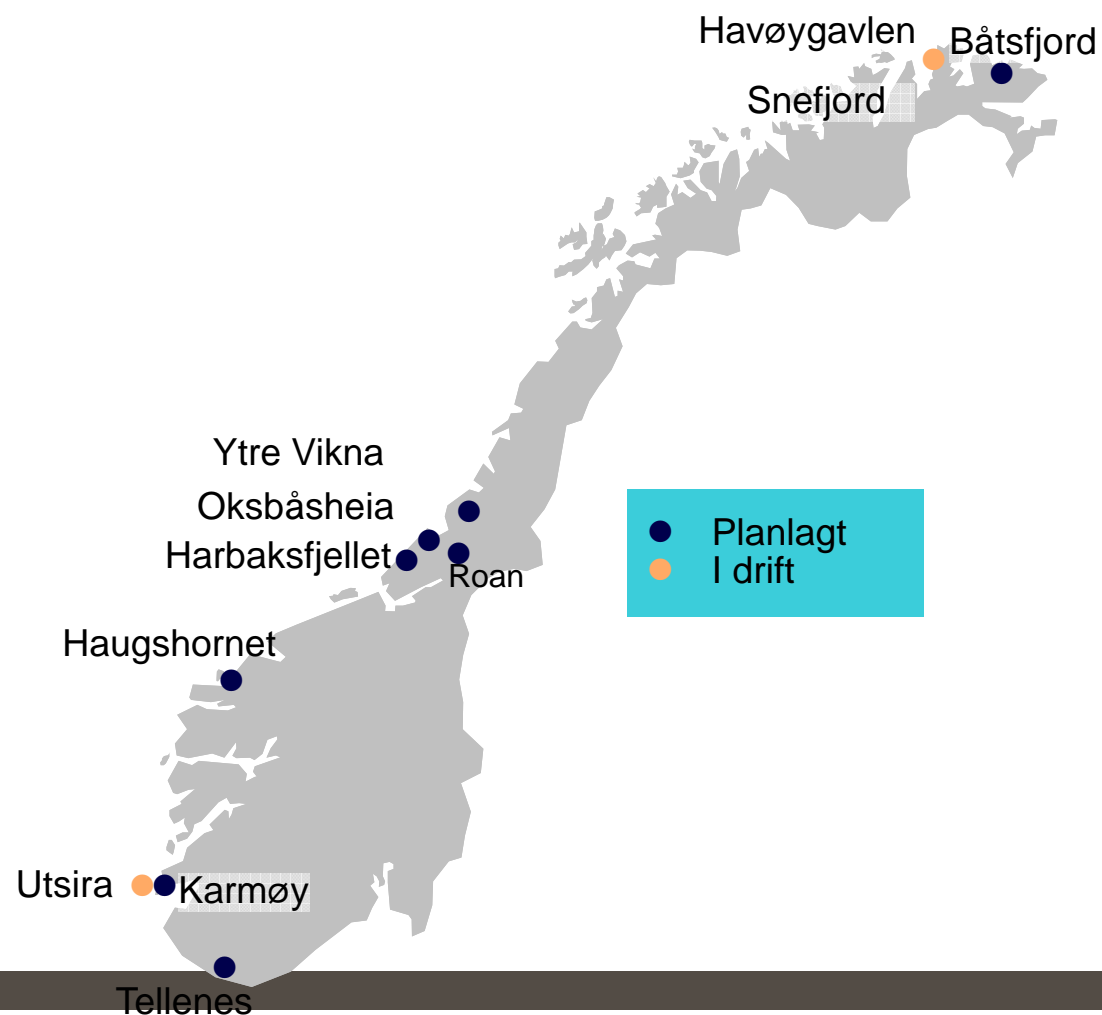 Havøygavlen
Båtsfjord
Snefjord
Ytre Vikna
Oksbåsheia
Harbaksfjellet
Roan
Planlagt
I drift
Haugshornet
Utsira
Karmøy
Tellenes